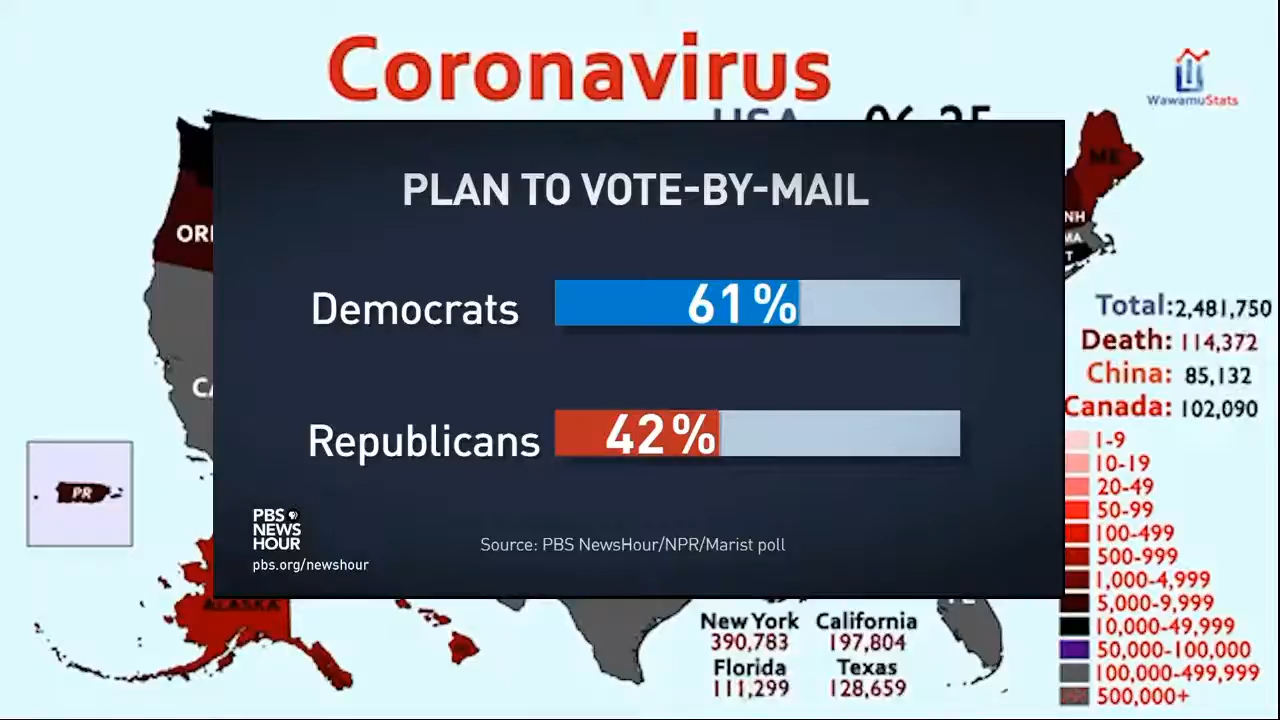 Coronavirus
WawamuStats
USA 06-25
PLAN TO VOTE-BY-MAIL
Democrats 61%
Republicans 42%
PBS
NEWS
HOUR
pbs.org/newshour
Source: PBS NewsHour/NPR/Marist poll
ME
NH
MA
PR
ALASKA
Total:2,481,750
Death: 114,372
China: 85,132
Canada: 102,090
1-9
10-19
20-49
50-99
100-499
500-999
1,000-4,999
5,000-9,999
10,000-49,999
50,000-100,000
100,000-499,999
500,000+
New York California
390,783 197,804
Florida Texas
111,299 128,659